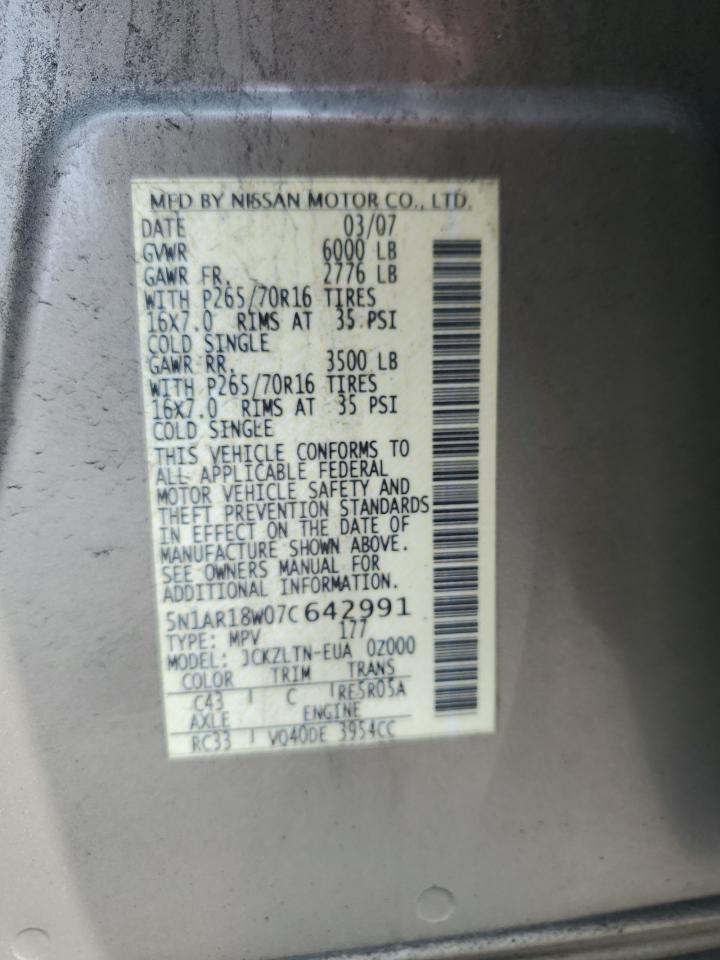 MFD BY NISSAN MOTOR CO., LTD.
DATE 03/07
GVWR 6000 LB
GAWR FR. 2776 LB
WITH P265/70R16 TIRES
16X7.0 RIMS AT 35 PSI
COLD SINGLE
GAWR RR. 3500 LB
WITH P265/70R16 TIRES
16X7.0 RIMS AT 35 PSI
COLD SINGLE
THIS VEHICLE CONFORMS TO
ALL APPLICABLE FEDERAL
MOTOR VEHICLE SAFETY AND
THEFT PREVENTION STANDARDS
IN EFFECT ON THE DATE OF
MANUFACTURE SHOWN ABOVE.
SEE OWNERS MANUAL FOR
ADDITIONAL INFORMATION.
5N1AR18W07C642991
TYPE: MPV 177
MODEL: JCKZLTN-EUA 0Z000
COLOR TRIM TRANS
C43 C RE5R05A
AXLE ENGINE
RC33 VQ40DE 3954CC